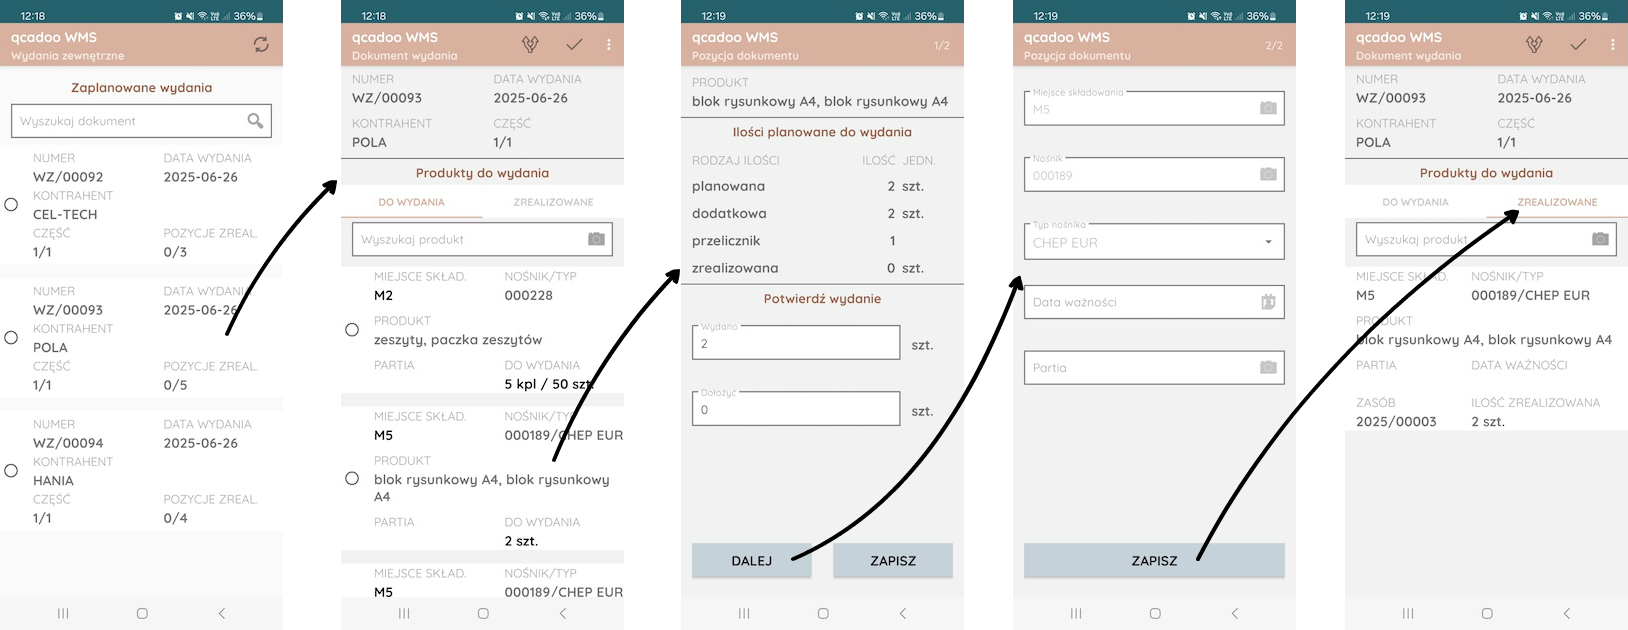 12:18
36%
qcadoo WMS
Wydania zewnętrzne
Zaplanowane wydania
Wyszukaj dokument
NUMER DATA WYDANIA
WZ/00092 2025-06-26
KONTRAHENT
CEL-TECH
CZĘŚĆ POZYCJE ZREAL.
1/1 0/3
NUMER DATA WYDANIA
WZ/00093 2025-06-26
KONTRAHENT
POLA
CZĘŚĆ POZYCJE ZREAL.
1/1 0/5
NUMER DATA WYDANIA
WZ/00094 2025-06-26
KONTRAHENT
HANIA
CZĘŚĆ POZYCJE ZREAL.
1/1 0/4
12:18
36%
qcadoo WMS
Dokument wydania
NUMER DATA WYDANIA
WZ/00093 2025-06-26
KONTRAHENT CZĘŚĆ
POLA 1/1
Produkty do wydania
DO WYDANIA ZREALIZOWANE
Wyszukaj produkt
MIEJSCE SKŁAD. NOŚNIK/TYP
M2 000228
PRODUKT
zeszyty, paczka zeszytów
PARTIA DO WYDANIA
5 kpl / 50 szt.
MIEJSCE SKŁAD. NOŚNIK/TYP
M5 000189/CHEP EUR
PRODUKT
blok rysunkowy A4, blok rysunkowy
A4
PARTIA DO WYDANIA
2 szt.
MIEJSCE SKŁAD. NOŚNIK/TYP
M5 000189/CHEP EUR
12:19
36%
qcadoo WMS
Pozycja dokumentu 1/2
PRODUKT
blok rysunkowy A4, blok rysunkowy A4
Ilości planowane do wydania
RODZAJ ILOŚCI ILOŚĆ JEDN.
planowana 2 szt.
dodatkowa 2 szt.
przelicznik 1
zrealizowana 0 szt.
Potwierdź wydanie
Wydano
2 szt.
Dołożyć
0 szt.
DALEJ ZAPISZ
12:19
36%
qcadoo WMS
Pozycja dokumentu 2/2
Miejsce składowania
M5
Nośnik
000189
Typ nośnika
CHEP EUR
Data ważności
Partia
ZAPISZ
12:19
36%
qcadoo WMS
Dokument wydania
NUMER DATA WYDANIA
WZ/00093 2025-06-26
KONTRAHENT CZĘŚĆ
POLA 1/1
Produkty do wydania
DO WYDANIA ZREALIZOWANE
Wyszukaj produkt
MIEJSCE SKŁAD. NOŚNIK/TYP
M5 000189/CHEP EUR
PRODUKT
blok rysunkowy A4, blok rysunkowy A4
PARTIA DATA WAŻNOŚCI
ZASÓB ILOŚĆ ZREALIZOWANA
2025/00003 2 szt.